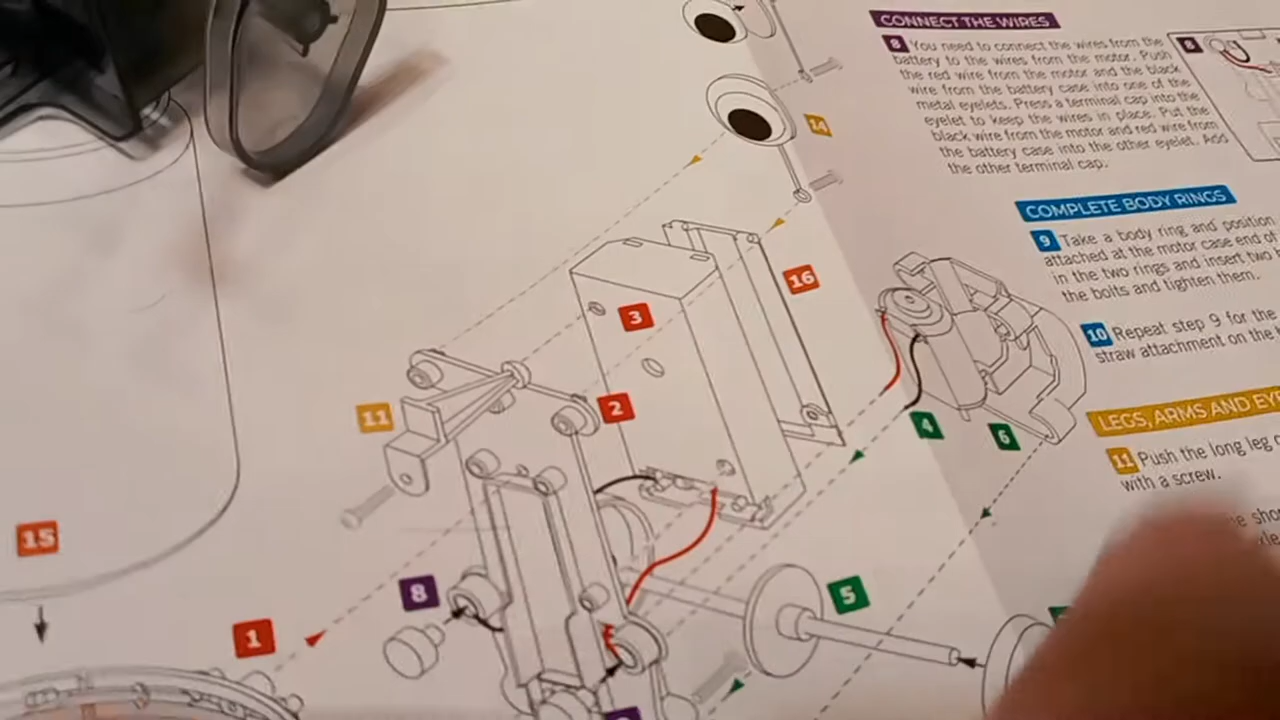 14
16
3
2
11
4
6
15
8
5
1
CONNECT THE WIRES
8 You need to connect the wires from the
battery to the wires from the motor. Push
the red wire from the motor and the black
wire from the battery case into one of the
metal eyelets. Press a terminal cap into the
eyelet to keep the wires in place. Put the
black wire from the motor and red wire from
the battery case into the other eyelet. Add
the other terminal cap.
8
COMPLETE BODY RINGS
9 Take a body ring and position
attached at the motor case end of
in the two rings and insert two
the bolts and tighten them.
10 Repeat step 9 for the
straw attachment on the
LEGS, ARMS AND EYE
11 Push the long leg
with a screw.